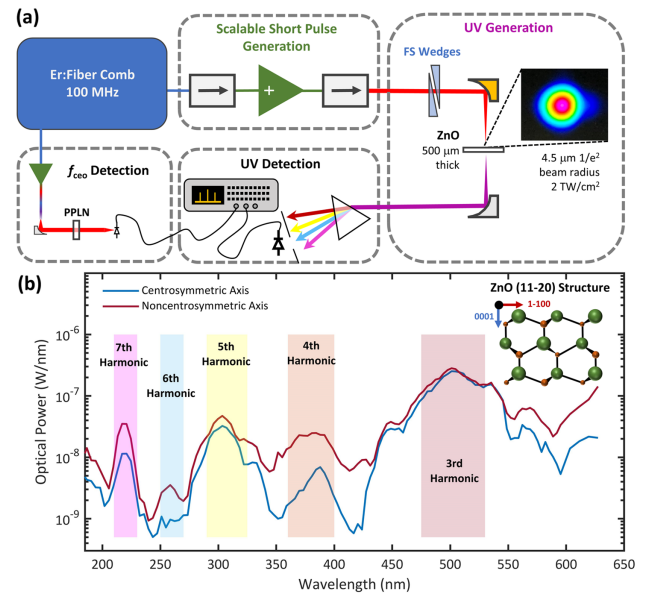 (a)
Scalable Short Pulse
Generation
UV Generation
Er:Fiber Comb
100 MHz
+
FS Wedges
ZnO
500 μm
thick
4.5 μm 1/e²
beam radius
2 TW/cm²
fceo Detection
PPLN
UV Detection
(b)
Centrosymmetric Axis
Noncentrosymmetric Axis
ZnO (11-20) Structure
1-100
0001
7th
Harmonic
6th
Harmonic
5th
Harmonic
4th
Harmonic
3rd
Harmonic
Optical Power (W/nm)
10⁻⁶
10⁻⁷
10⁻⁸
10⁻⁹
200 250 300 350 400 450 500 550 600 650
Wavelength (nm)